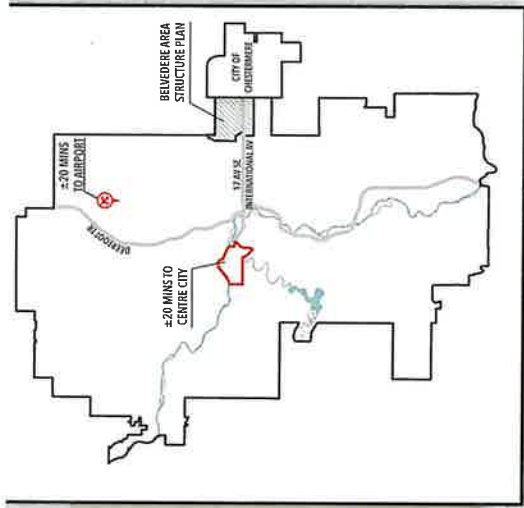 ±20 MINS
TO AIRPORT
BELVEDERE AREA
STRUCTURE PLAN
CITY OF
CHESTERMERE
DEERFOOT TR
17 AV SE
INTERNATIONAL AV
±20 MINS TO
CENTRE CITY